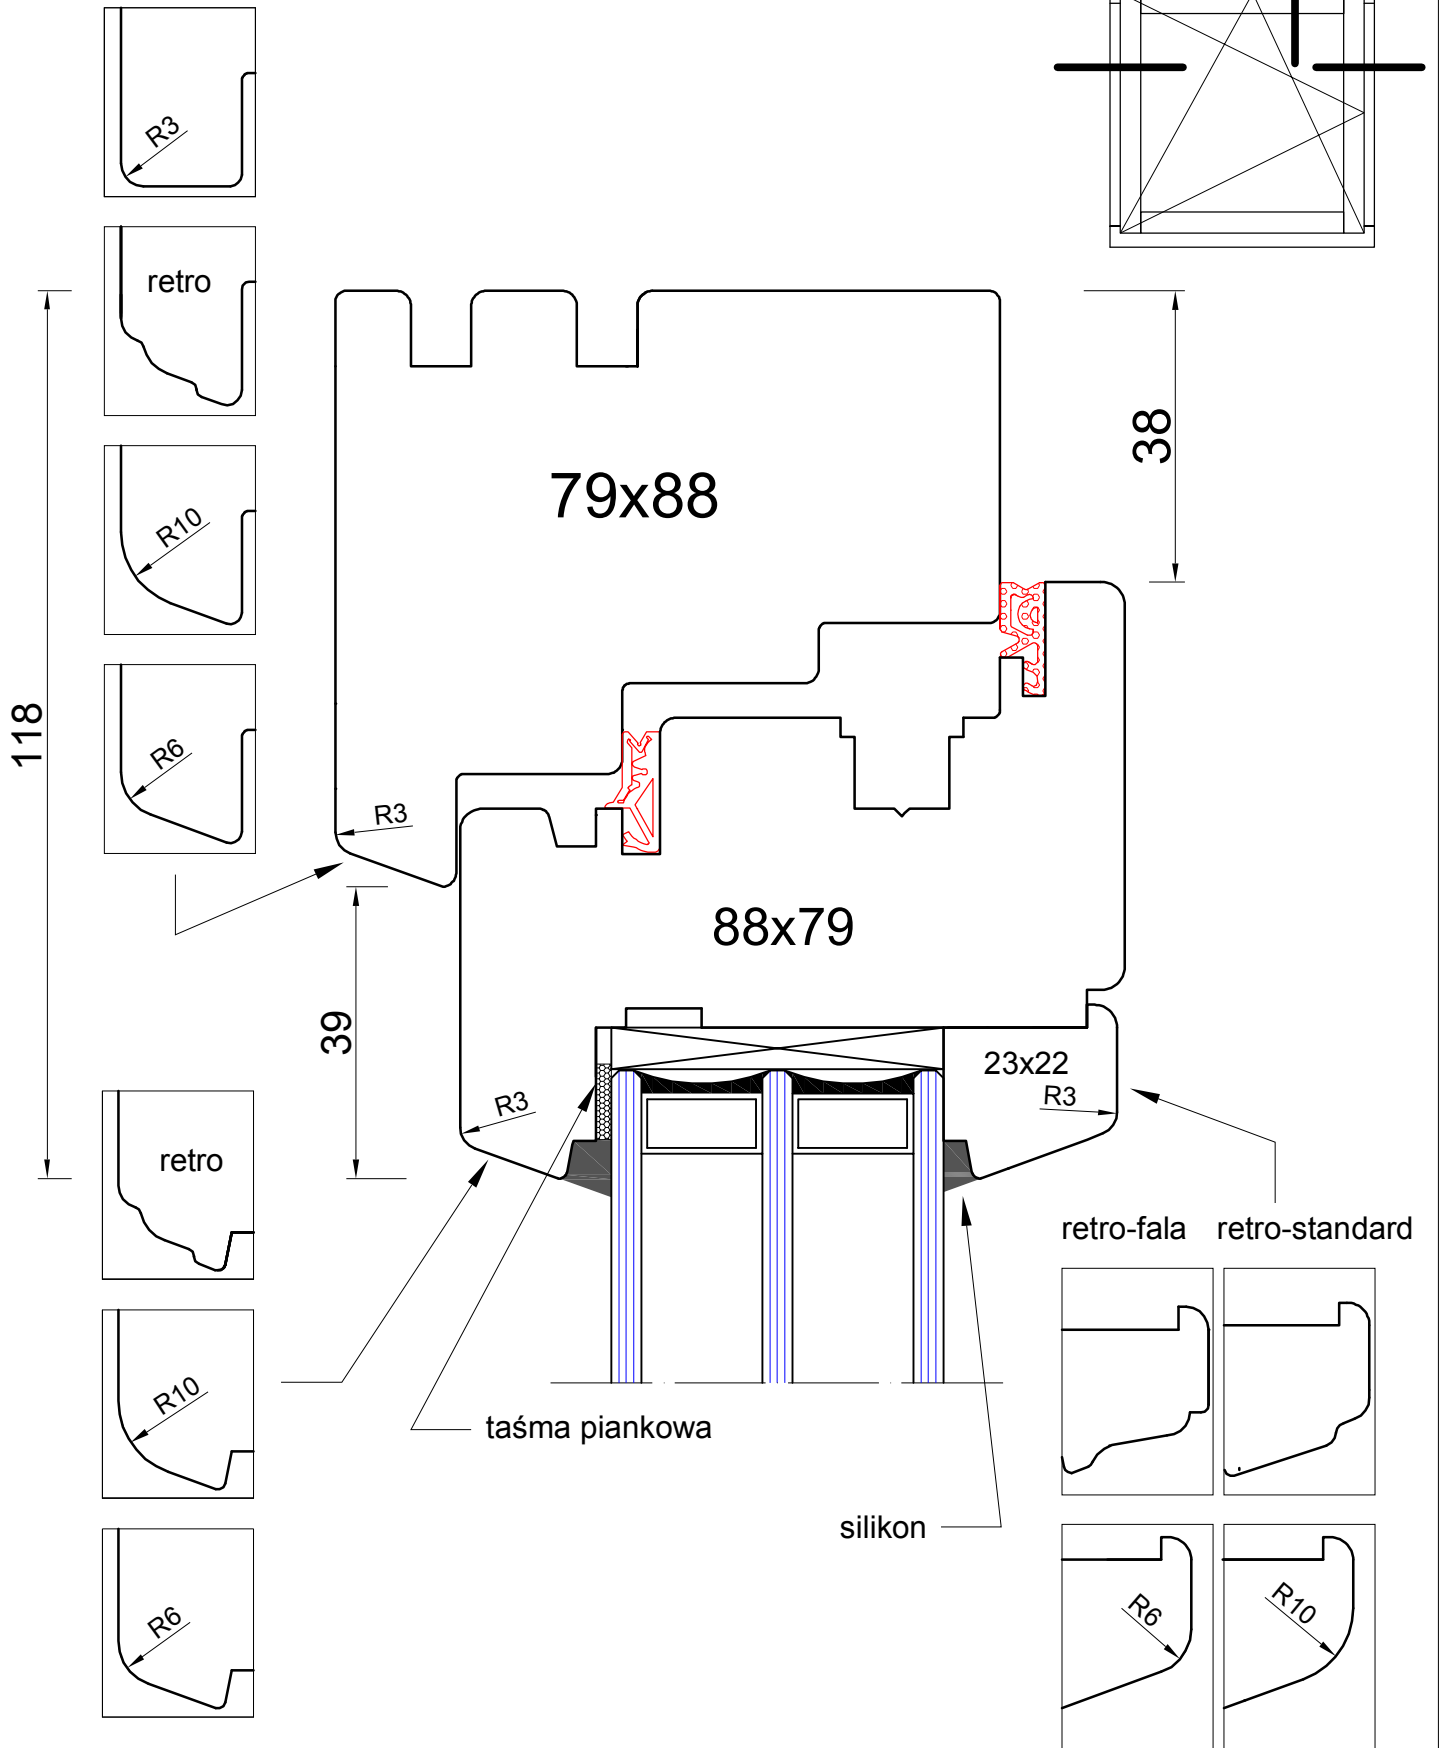 R3
retro
R10
R6
118
79x88
38
R3
88x79
39
23x22
R3
R3
retro
R10
R6
taśma piankowa
silikon
retro-fala
retro-standard
R6
R10